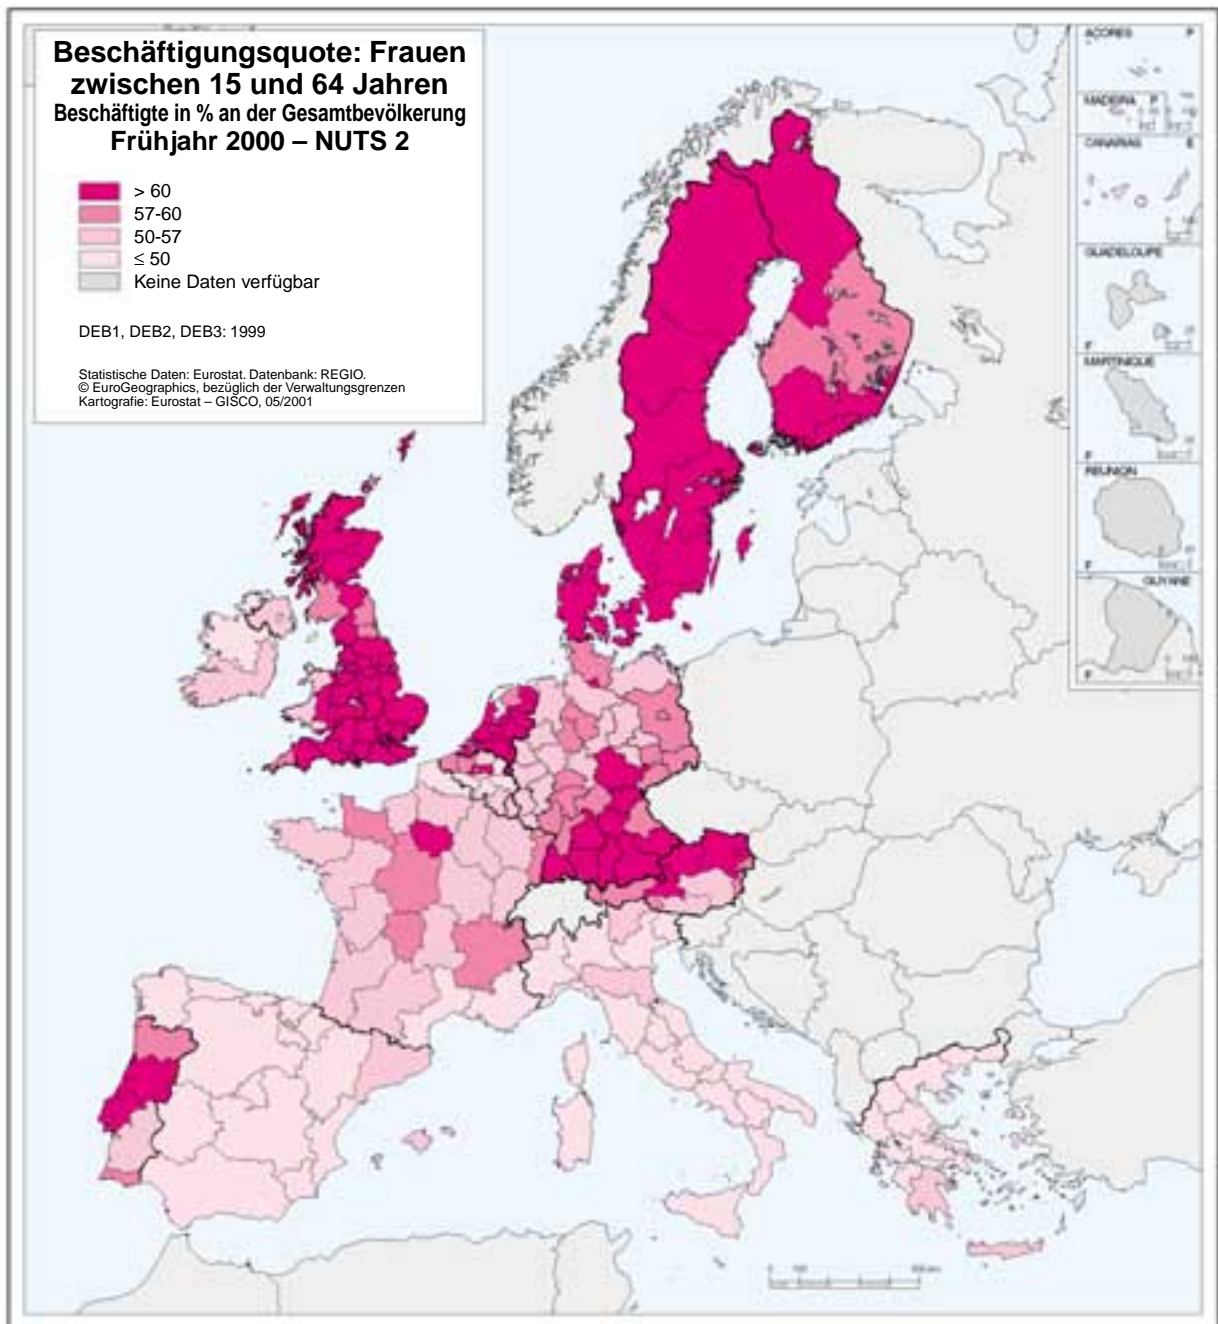 Beschäftigungsquote: Frauen
zwischen 15 und 64 Jahren
Beschäftigte in % an der Gesamtbevölkerung
Frühjahr 2000 – NUTS 2
> 60
57-60
50-57
≤ 50
Keine Daten verfügbar
DEB1, DEB2, DEB3: 1999
Statistische Daten: Eurostat. Datenbank: REGIO.
© EuroGeographics, bezüglich der Verwaltungsgrenzen
Kartografie: Eurostat – GISCO, 05/2001
AÇORES P
MADEIRA P
CANARIAS E
GUADELOUPE
F
MARTINIQUE
F
REUNION
F
GUYANE
F